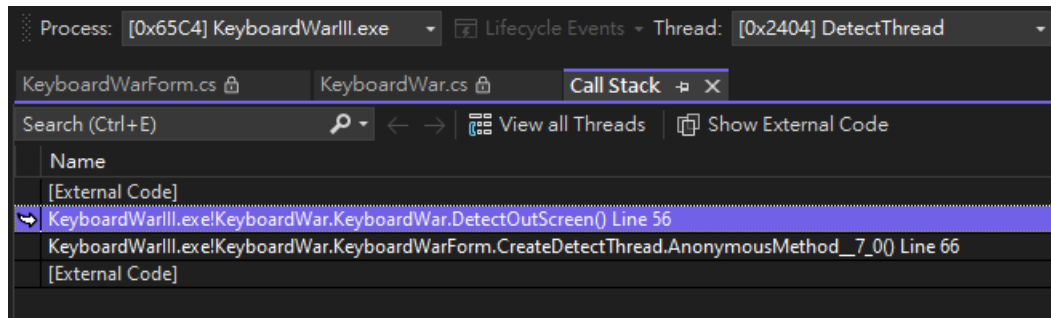 Process: [0x65C4] KeyboardWarIII.exe Lifecycle Events Thread: [0x2404] DetectThread
KeyboardWarForm.cs KeyboardWar.cs Call Stack
Search (Ctrl+E) View all Threads Show External Code
Name
[External Code]
KeyboardWarIII.exe!KeyboardWar.KeyboardWar.DetectOutScreen() Line 56
KeyboardWarIII.exe!KeyboardWar.KeyboardWarForm.CreateDetectThread.AnonymousMethod__7_0() Line 66
[External Code]